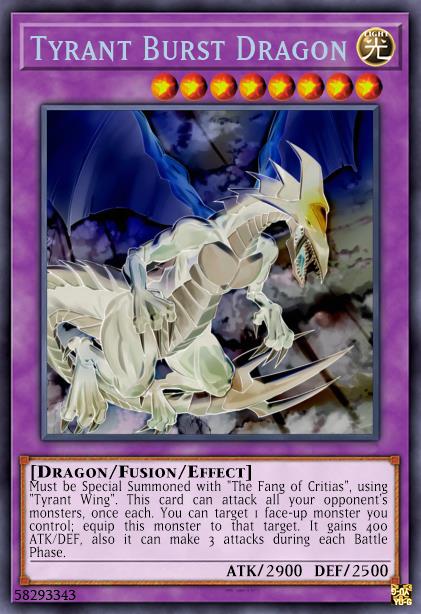 TYRANT BURST DRAGON
LIGHT
光
[DRAGON/FUSION/EFFECT]
Must be Special Summoned with "The Fang of Critias", using
"Tyrant Wing". This card can attack all your opponent's
monsters, once each. You can target 1 face-up monster you
control; equip this monster to that target. It gains 400
ATK/DEF, also it can make 3 attacks during each Battle
Phase.
ATK/2900 DEF/2500
58293343